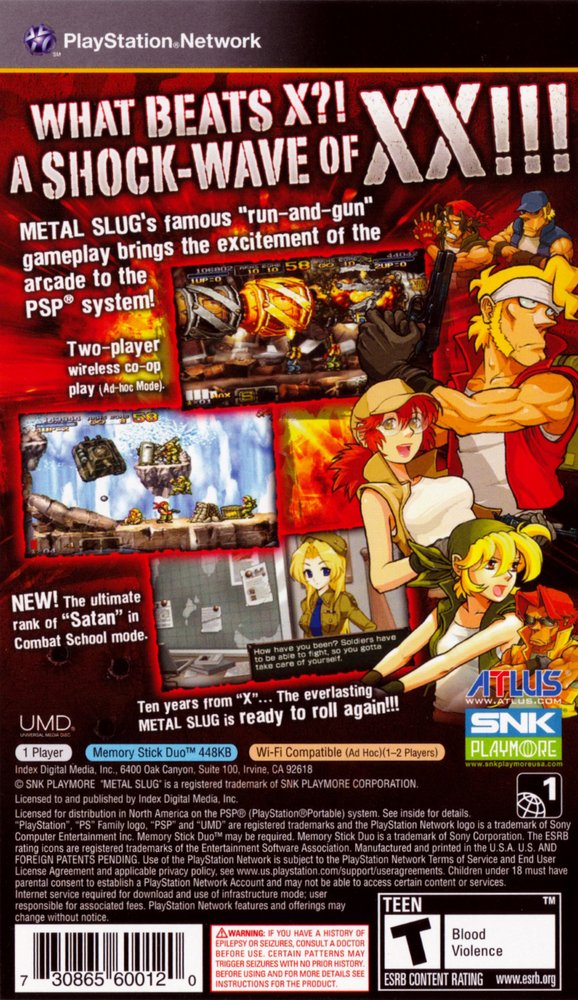 PlayStation®Network
SM
WHAT BEATS X?!
A SHOCK-WAVE OF
XX!!!
METAL SLUG's famous "run-and-gun"
gameplay brings the excitement of the
arcade to the
PSP® system!
Two-player
wireless co-op
play (Ad-hoc Mode).
NEW! The ultimate
rank of "Satan" in
Combat School mode.
How have you been? Soldiers have
to be able to fight, so you gotta
take care of yourself.
Ten years from "X"... The everlasting
METAL SLUG is ready to roll again!!!
ATLUS
WWW.ATLUS.COM
SNK
PLAYMORE
www.snkplaymoreusa.com
UMD
UNIVERSAL MEDIA DISC
1 Player
Memory Stick Duo™ 448KB
Wi-Fi Compatible (Ad Hoc)(1–2 Players)
1
Index Digital Media, Inc., 6400 Oak Canyon, Suite 100, Irvine, CA 92618
© SNK PLAYMORE "METAL SLUG" is a registered trademark of SNK PLAYMORE CORPORATION.
Licensed to and published by Index Digital Media, Inc.
Licensed for distribution in North America on the PSP® (PlayStation®Portable) system. See inside for details.
"PlayStation", "PS" Family logo, "PSP" and "UMD" are registered trademarks and the PlayStation Network logo is a trademark of Sony
Computer Entertainment Inc. Memory Stick Duo™ may be required. Memory Stick Duo is a trademark of Sony Corporation. The ESRB
rating icons are registered trademarks of the Entertainment Software Association. Manufactured and printed in the U.S.A. U.S. AND
FOREIGN PATENTS PENDING. Use of the PlayStation Network is subject to the PlayStation Network Terms of Service and End User
License Agreement and applicable privacy policy, see www.us.playstation.com/support/useragreements. Children under 18 must have
parental consent to establish a PlayStation Network Account and may not be able to access certain content or services.
Internet service required for download and use of infrastructure mode; user
responsible for associated fees. PlayStation Network features and offerings may
change without notice.
7 30865 60012 0
WARNING: IF YOU HAVE A HISTORY OF
EPILEPSY OR SEIZURES, CONSULT A DOCTOR
BEFORE USE. CERTAIN PATTERNS MAY
TRIGGER SEIZURES WITH NO PRIOR HISTORY.
BEFORE USING AND FOR MORE DETAILS SEE
INSTRUCTIONS FOR THE PRODUCT.
TEEN
™
T
®
Blood
Violence
ESRB CONTENT RATING www.esrb.org